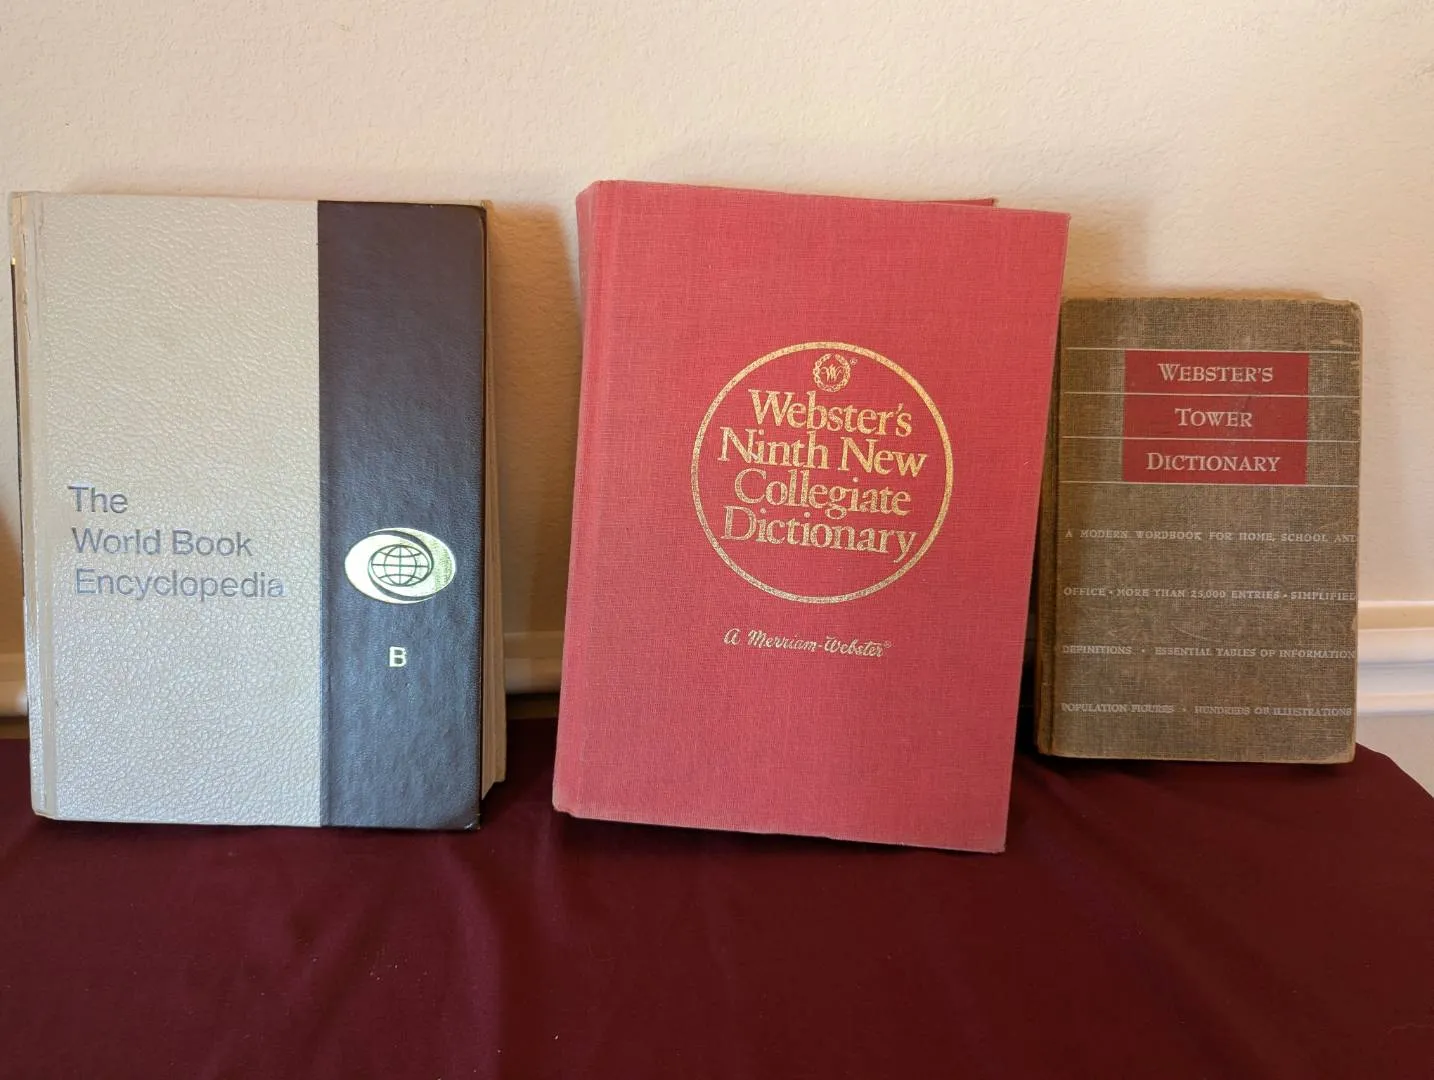 The
World Book
Encyclopedia
B
W
Webster's
Ninth New
Collegiate
Dictionary
A Merriam-Webster®
WEBSTER'S
TOWER
DICTIONARY
A MODERN WORDBOOK FOR HOME, SCHOOL AND
OFFICE • MORE THAN 25,000 ENTRIES • SIMPLIFIED
DEFINITIONS • ESSENTIAL TABLES OF INFORMATION
POPULATION FIGURES • HUNDREDS OF ILLUSTRATIONS